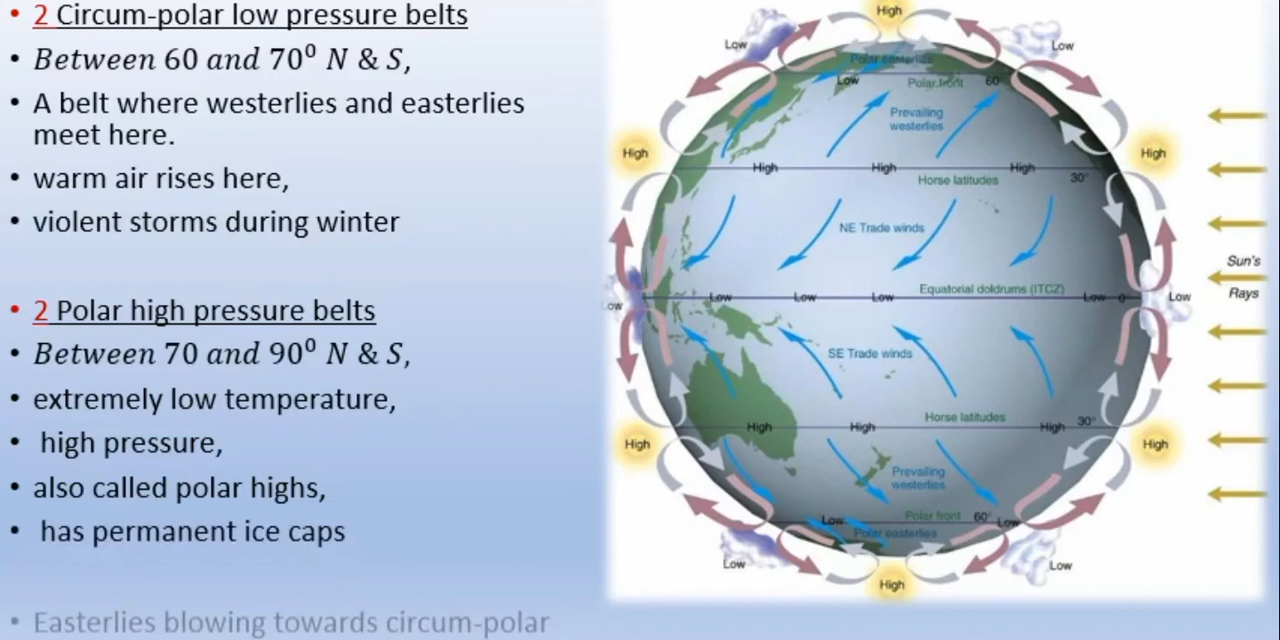 • 2 Circum-polar low pressure belts
• Between 60 and 70⁰ N & S,
• A belt where westerlies and easterlies
meet here.
• warm air rises here,
• violent storms during winter
• 2 Polar high pressure belts
• Between 70 and 90⁰ N & S,
• extremely low temperature,
• high pressure,
• also called polar highs,
• has permanent ice caps
• Easterlies blowing towards circum-polar
High
Low
Low
Polar easterlies
Low
Polar front
60°
Prevailing
westerlies
High
High
High
High
High
30°
Horse latitudes
NE Trade winds
Sun's
Rays
Equatorial doldrums (ITCZ)
Low
Low
Low
Low
Low
0°
Low
SE Trade winds
Horse latitudes
30°
High
High
High
High
High
Prevailing
westerlies
Polar front
60°
Low
Low
Polar easterlies
Low
Low
High